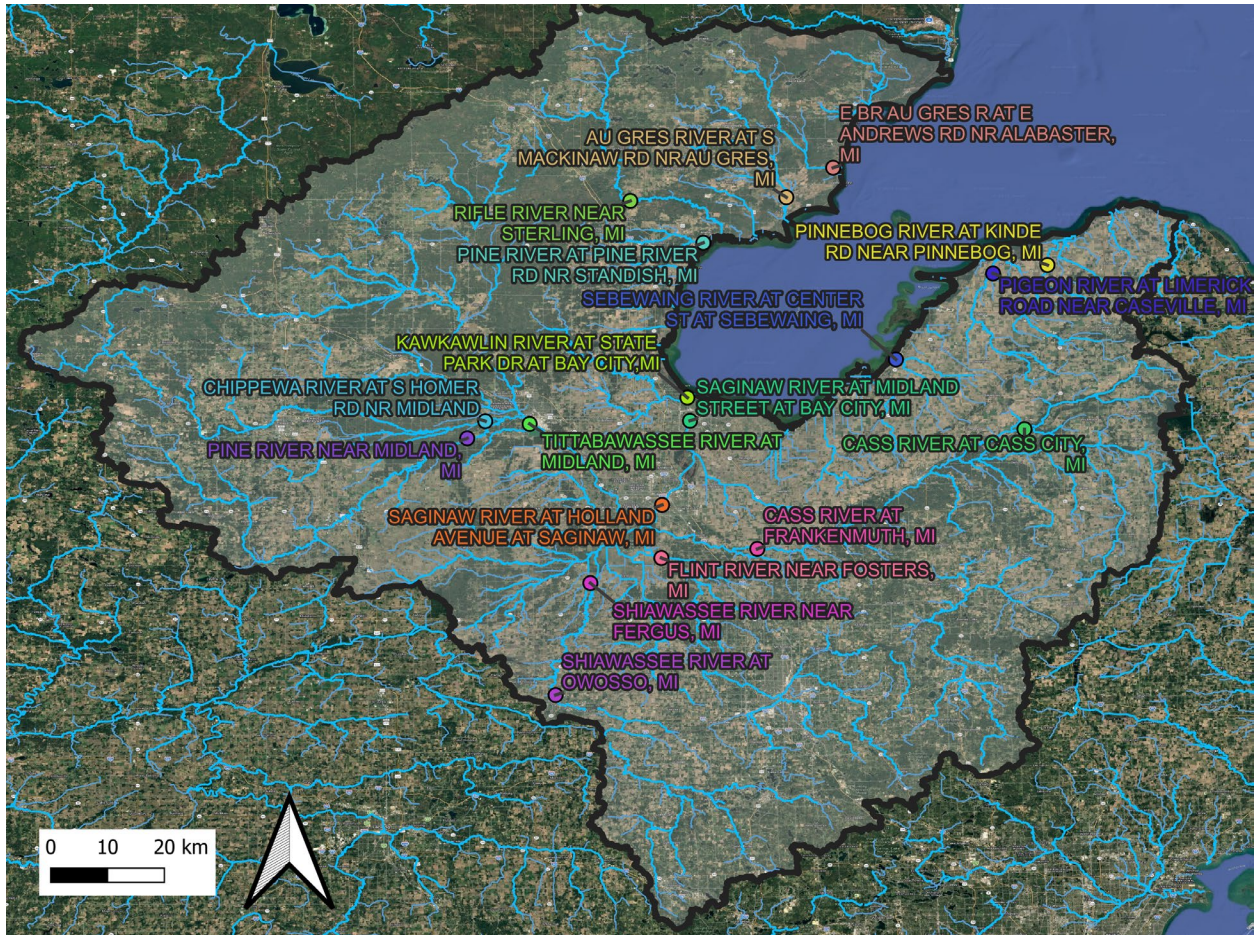 E BR AU GRES R AT E
ANDREWS RD NR ALABASTER,
MI
AU GRES RIVER AT S
MACKINAW RD NR AU GRES,
MI
RIFLE RIVER NEAR
STERLING, MI
PINE RIVER AT PINE RIVER
RD NR STANDISH, MI
PINNEBOG RIVER AT KINDE
RD NEAR PINNEBOG, MI
PIGEON RIVER AT LIMERICK
ROAD NEAR CASEVILLE, MI
SEBEWAING RIVER AT CENTER
ST AT SEBEWAING, MI
KAWKAWLIN RIVER AT STATE
PARK DR AT BAY CITY,MI
CHIPPEWA RIVER AT S HOMER
RD NR MIDLAND
SAGINAW RIVER AT MIDLAND
STREET AT BAY CITY, MI
PINE RIVER NEAR MIDLAND,
MI
TITTABAWASSEE RIVER AT
MIDLAND, MI
CASS RIVER AT CASS CITY,
MI
SAGINAW RIVER AT HOLLAND
AVENUE AT SAGINAW, MI
CASS RIVER AT
FRANKENMUTH, MI
FLINT RIVER NEAR FOSTERS,
MI
SHIAWASSEE RIVER NEAR
FERGUS, MI
SHIAWASSEE RIVER AT
OWOSSO, MI
0 10 20 km